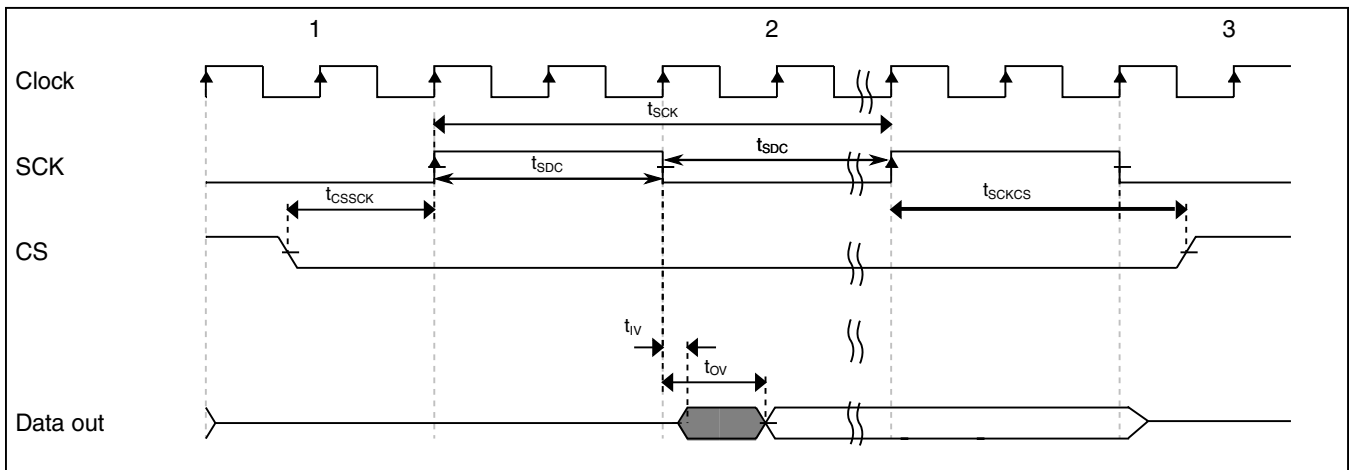 1 2 3
Clock
tSCK
SCK
tSDC
tSDC
tCSSCK
tSCKCS
CS
tIV
tOV
Data out